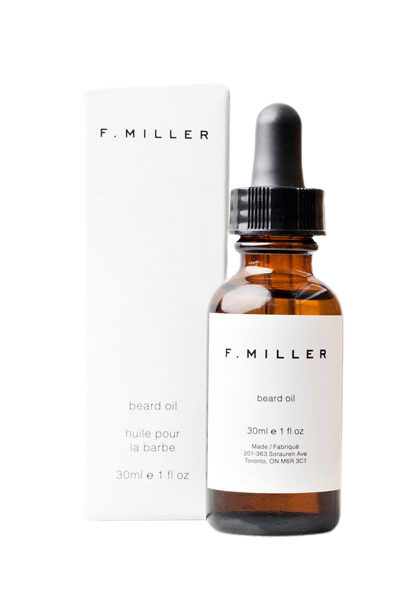 F.MILLER
beard oil
huile pour
la barbe
30ml e 1 fl oz
F.MILLER
beard oil
30ml e 1 fl oz
Made / Fabriqué
201-363 Sorauren Ave
Toronto, ON M6R 3C1